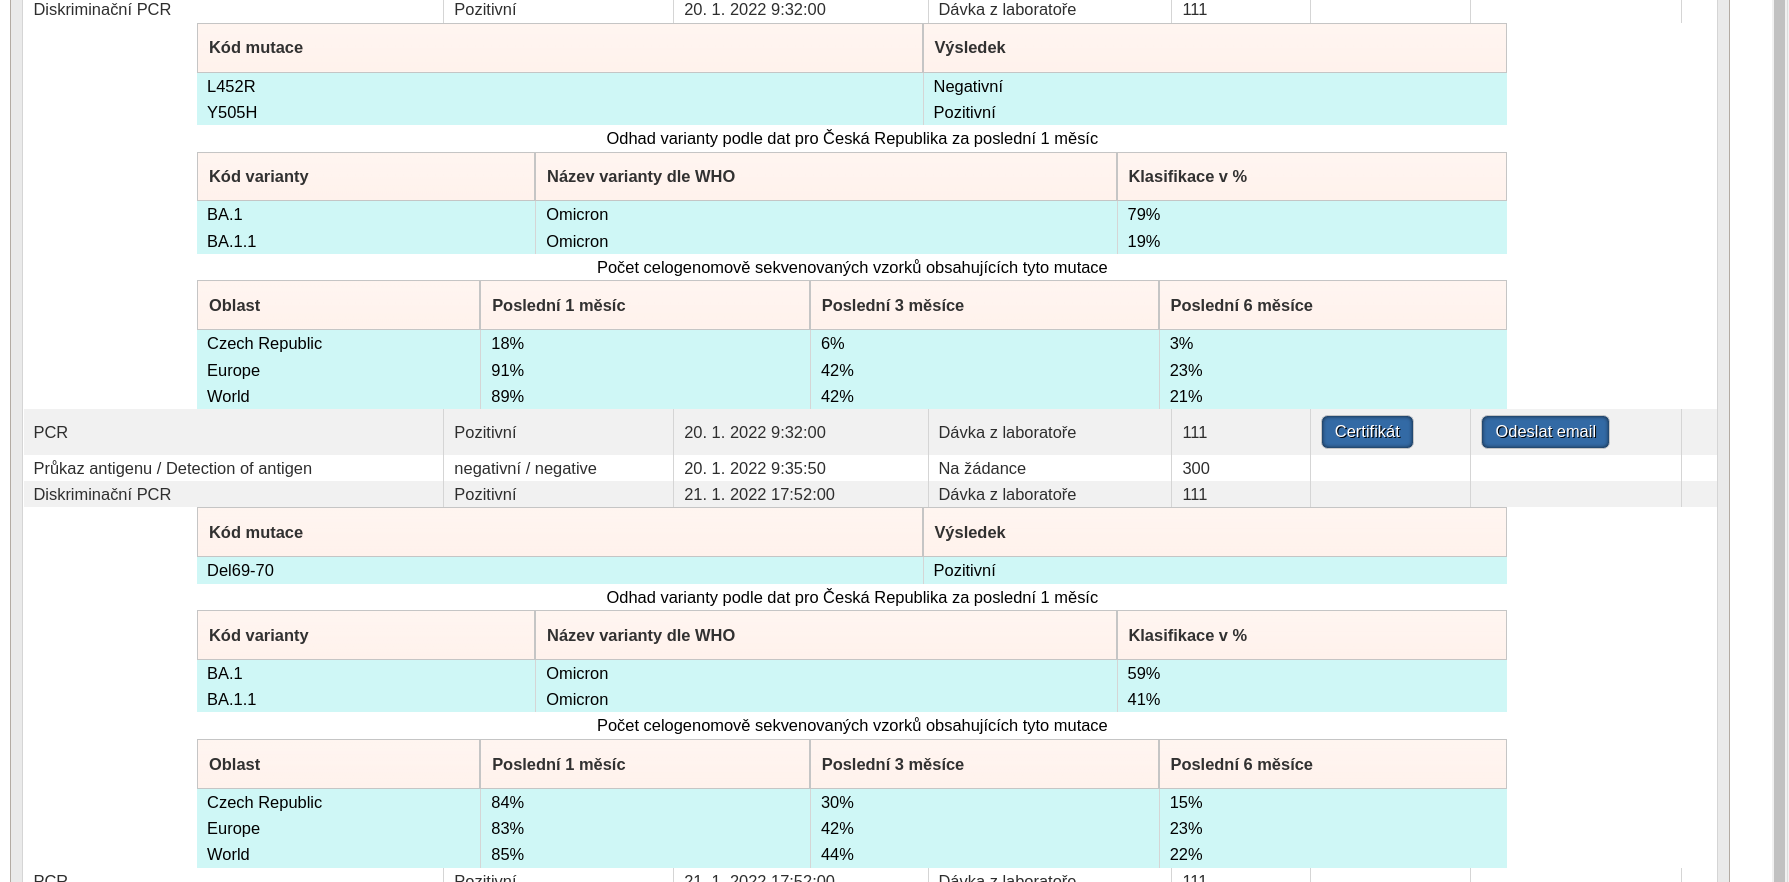 Diskriminační PCR Pozitivní 20. 1. 2022 9:32:00 Dávka z laboratoře 111
Kód mutace Výsledek
L452R Negativní
Y505H Pozitivní
Odhad varianty podle dat pro Česká Republika za poslední 1 měsíc
Kód varianty Název varianty dle WHO Klasifikace v %
BA.1 Omicron 79%
BA.1.1 Omicron 19%
Počet celogenomově sekvenovaných vzorků obsahujících tyto mutace
Oblast Poslední 1 měsíc Poslední 3 měsíce Poslední 6 měsíce
Czech Republic 18% 6% 3%
Europe 91% 42% 23%
World 89% 42% 21%
PCR Pozitivní 20. 1. 2022 9:32:00 Dávka z laboratoře 111 Certifikát Odeslat email
Průkaz antigenu / Detection of antigen negativní / negative 20. 1. 2022 9:35:50 Na žádance 300
Diskriminační PCR Pozitivní 21. 1. 2022 17:52:00 Dávka z laboratoře 111
Kód mutace Výsledek
Del69-70 Pozitivní
Odhad varianty podle dat pro Česká Republika za poslední 1 měsíc
Kód varianty Název varianty dle WHO Klasifikace v %
BA.1 Omicron 59%
BA.1.1 Omicron 41%
Počet celogenomově sekvenovaných vzorků obsahujících tyto mutace
Oblast Poslední 1 měsíc Poslední 3 měsíce Poslední 6 měsíce
Czech Republic 84% 30% 15%
Europe 83% 42% 23%
World 85% 44% 22%
PCR Pozitivní 21. 1. 2022 17:52:00 Dávka z laboratoře 111